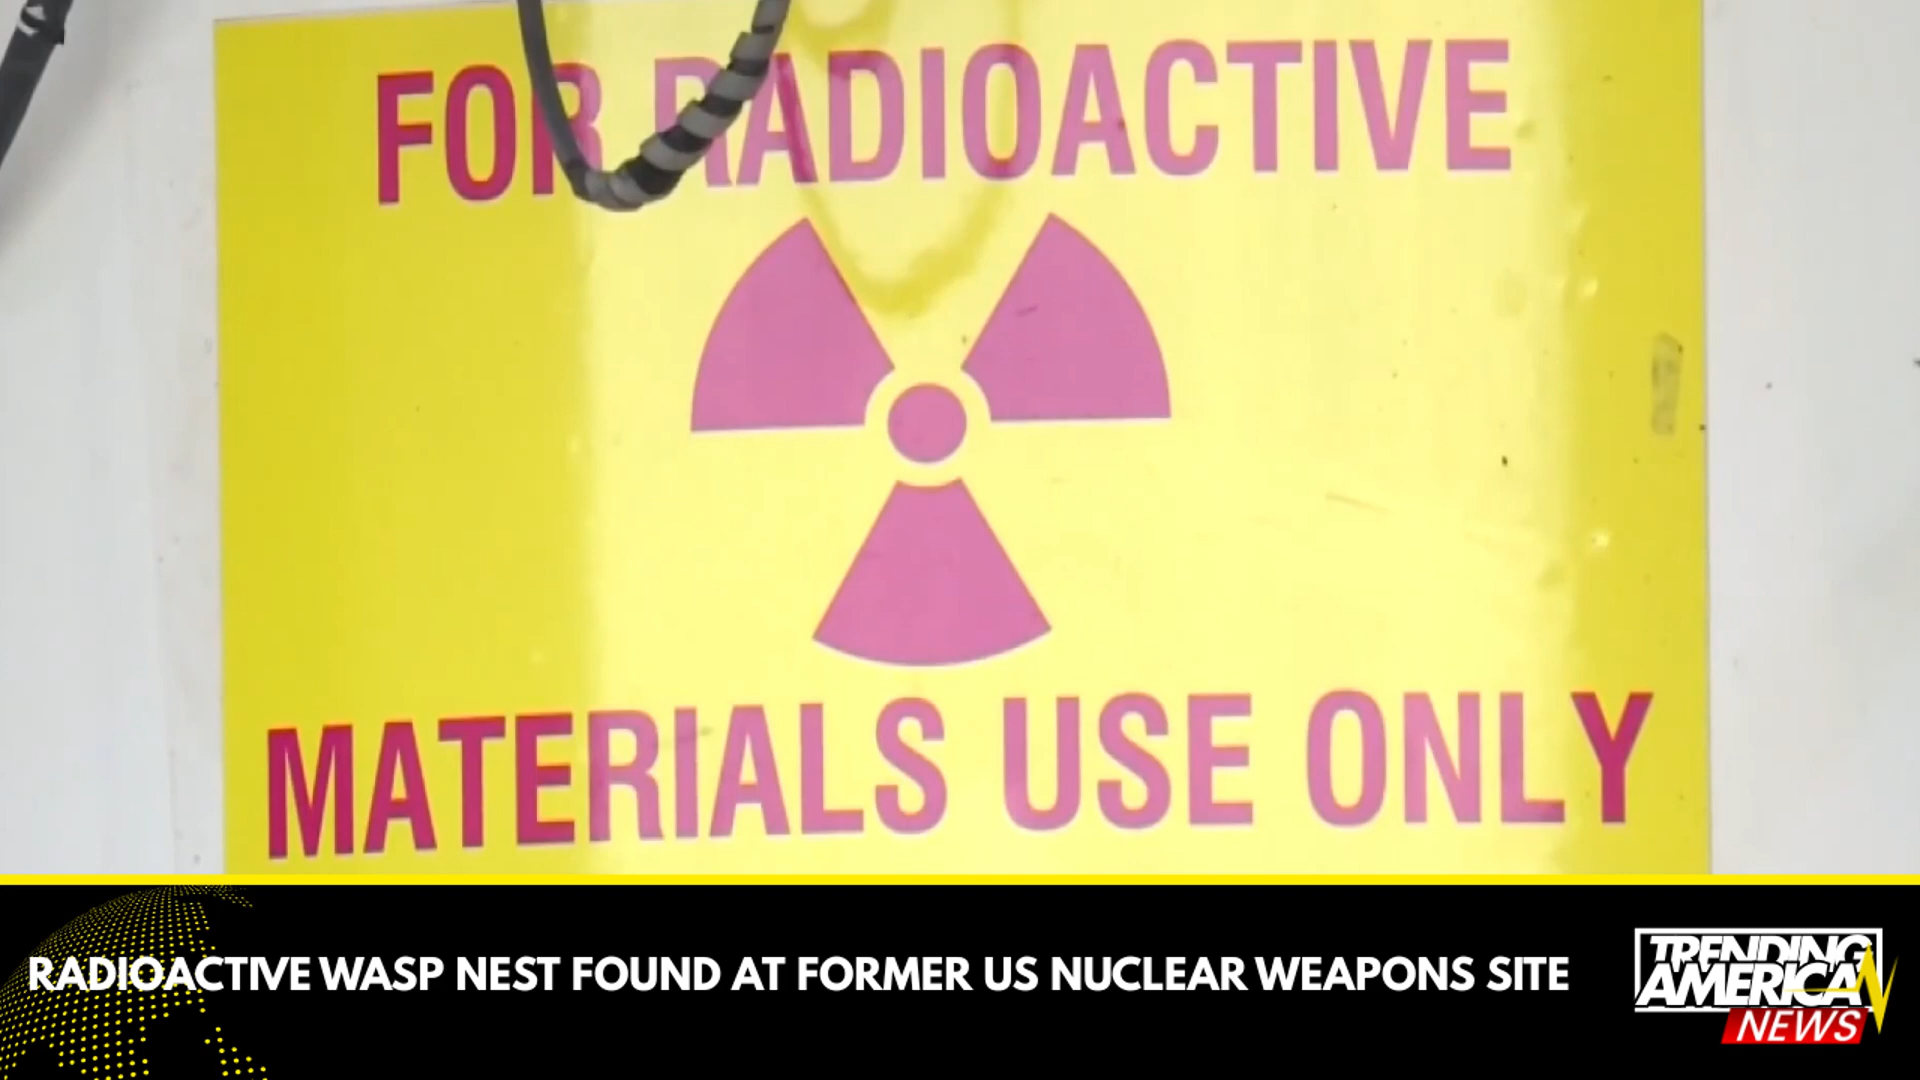 FOR RADIOACTIVE
MATERIALS USE ONLY
RADIOACTIVE WASP NEST FOUND AT FORMER US NUCLEAR WEAPONS SITE
TRENDING
AMERICA
NEWS